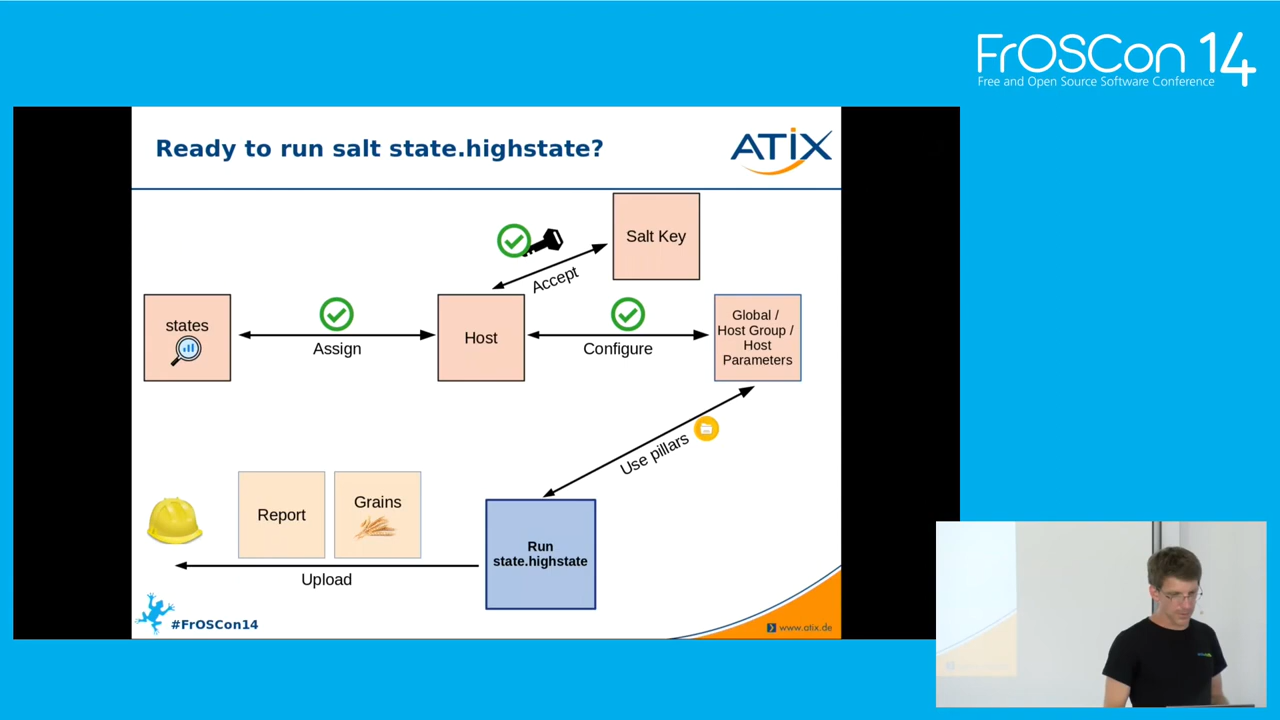 FrOSCon 14
Free and Open Source Software Conference
Ready to run salt state.highstate?
ATIX
Salt Key
Accept
states
Assign
Host
Configure
Global /
Host Group /
Host
Parameters
Use pillars
Report
Grains
Run
state.highstate
Upload
#FrOSCon14
www.atix.de